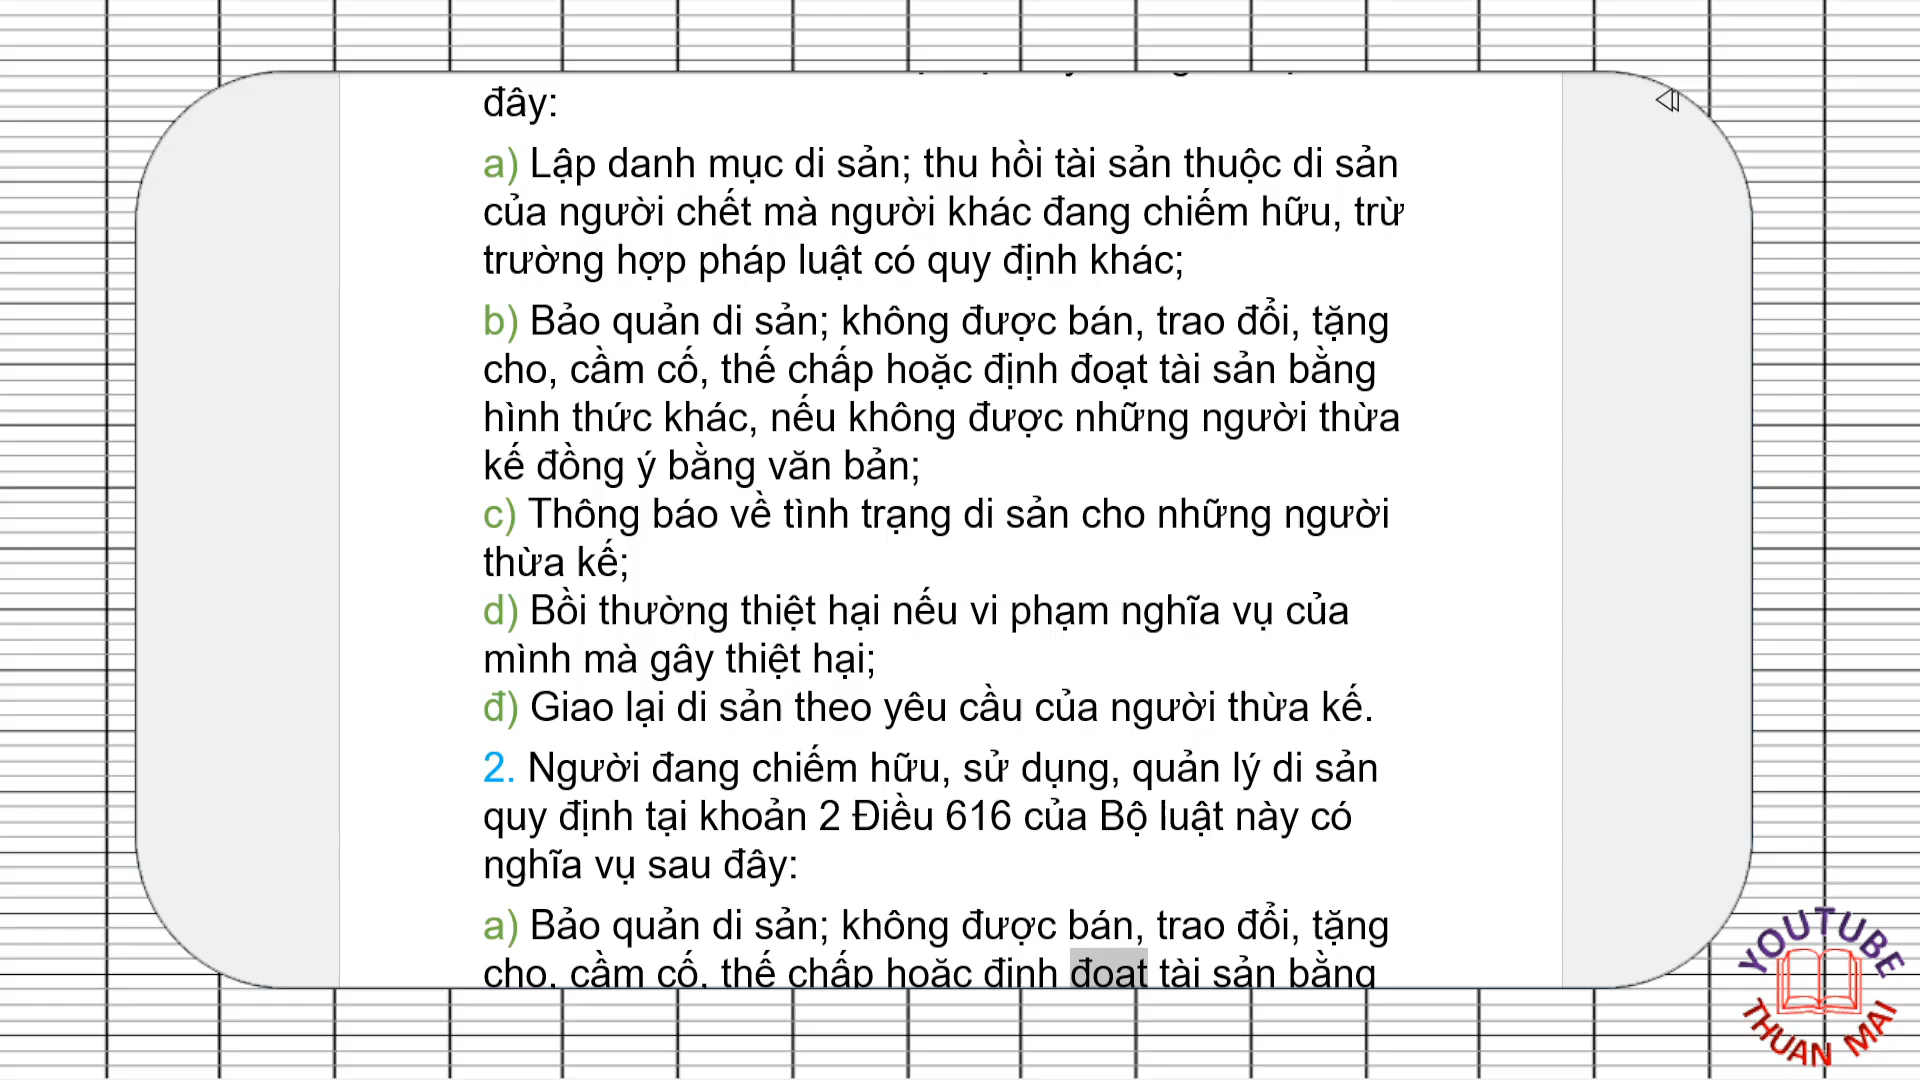 đây:
a) Lập danh mục di sản; thu hồi tài sản thuộc di sản
của người chết mà người khác đang chiếm hữu, trừ
trường hợp pháp luật có quy định khác;
b) Bảo quản di sản; không được bán, trao đổi, tặng
cho, cầm cố, thế chấp hoặc định đoạt tài sản bằng
hình thức khác, nếu không được những người thừa
kế đồng ý bằng văn bản;
c) Thông báo về tình trạng di sản cho những người
thừa kế;
d) Bồi thường thiệt hại nếu vi phạm nghĩa vụ của
mình mà gây thiệt hại;
đ) Giao lại di sản theo yêu cầu của người thừa kế.
2. Người đang chiếm hữu, sử dụng, quản lý di sản
quy định tại khoản 2 Điều 616 của Bộ luật này có
nghĩa vụ sau đây:
a) Bảo quản di sản; không được bán, trao đổi, tặng
cho, cầm cố, thế chấp hoặc định đoạt tài sản bằng
YOUTUBE
THUAN MAI